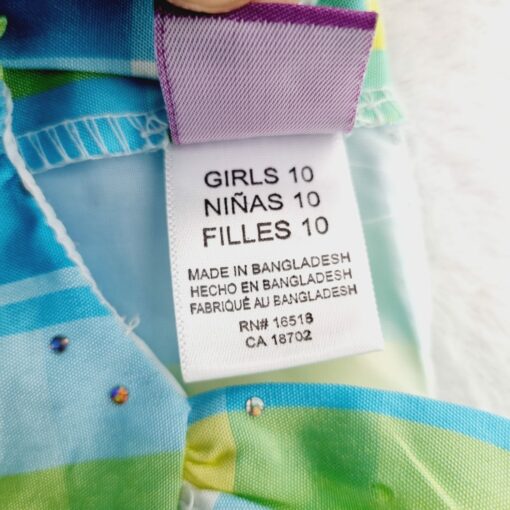 GIRLS 10
NIÑAS 10
FILLES 10
MADE IN BANGLADESH
HECHO EN BANGLADESH
FABRIQUÉ AU BANGLADESH
RN# 16518
CA 18702